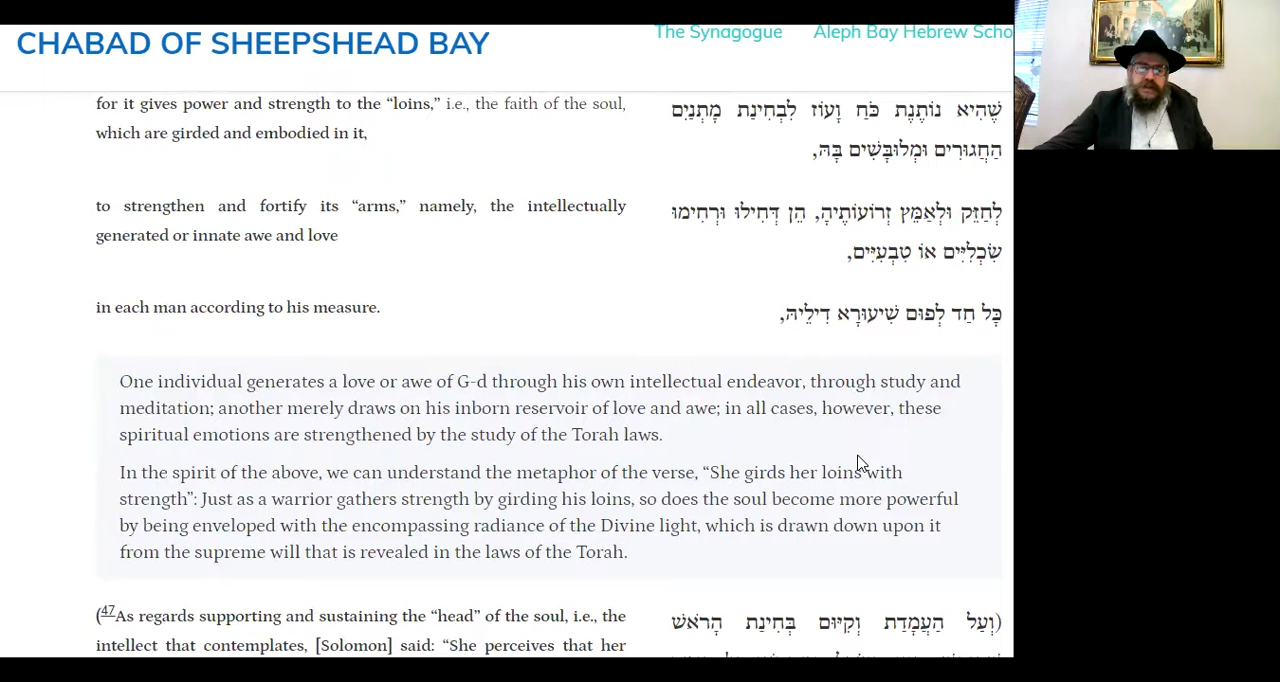 CHABAD OF SHEEPSHEAD BAY
The Synagogue
Aleph Bay Hebrew Scho
for it gives power and strength to the “loins,” i.e., the faith of the soul,
which are girded and embodied in it,
שֶׁהִיא נוֹתֶנֶת כֹּחַ וָעוֹז לִבְחִינַת מָתְנַיִם
הַחֲגוּרִים וּמְלוּבָּשִׁים בָּהּ,
to strengthen and fortify its “arms,” namely, the intellectually
generated or innate awe and love
לְחַזֵּק וּלְאַמֵּץ זְרוֹעוֹתֶיהָ, הֵן דְּחִילוּ וּרְחִימוּ
שִׂכְלִיִּים אוֹ טִבְעִיִּים,
in each man according to his measure.
כָּל חַד לְפוּם שִׁיעוּרָא דִילֵיהּ,
One individual generates a love or awe of G-d through his own intellectual endeavor, through study and
meditation; another merely draws on his inborn reservoir of love and awe; in all cases, however, these
spiritual emotions are strengthened by the study of the Torah laws.
In the spirit of the above, we can understand the metaphor of the verse, “She girds her loins with
strength”: Just as a warrior gathers strength by girding his loins, so does the soul become more powerful
by being enveloped with the encompassing radiance of the Divine light, which is drawn down upon it
from the supreme will that is revealed in the laws of the Torah.
(47As regards supporting and sustaining the “head” of the soul, i.e., the
intellect that contemplates, [Solomon] said: “She perceives that her
(וְעַל הַעֲמָדַת וְקִיּוּם בְּחִינַת הָרֹאשׁ